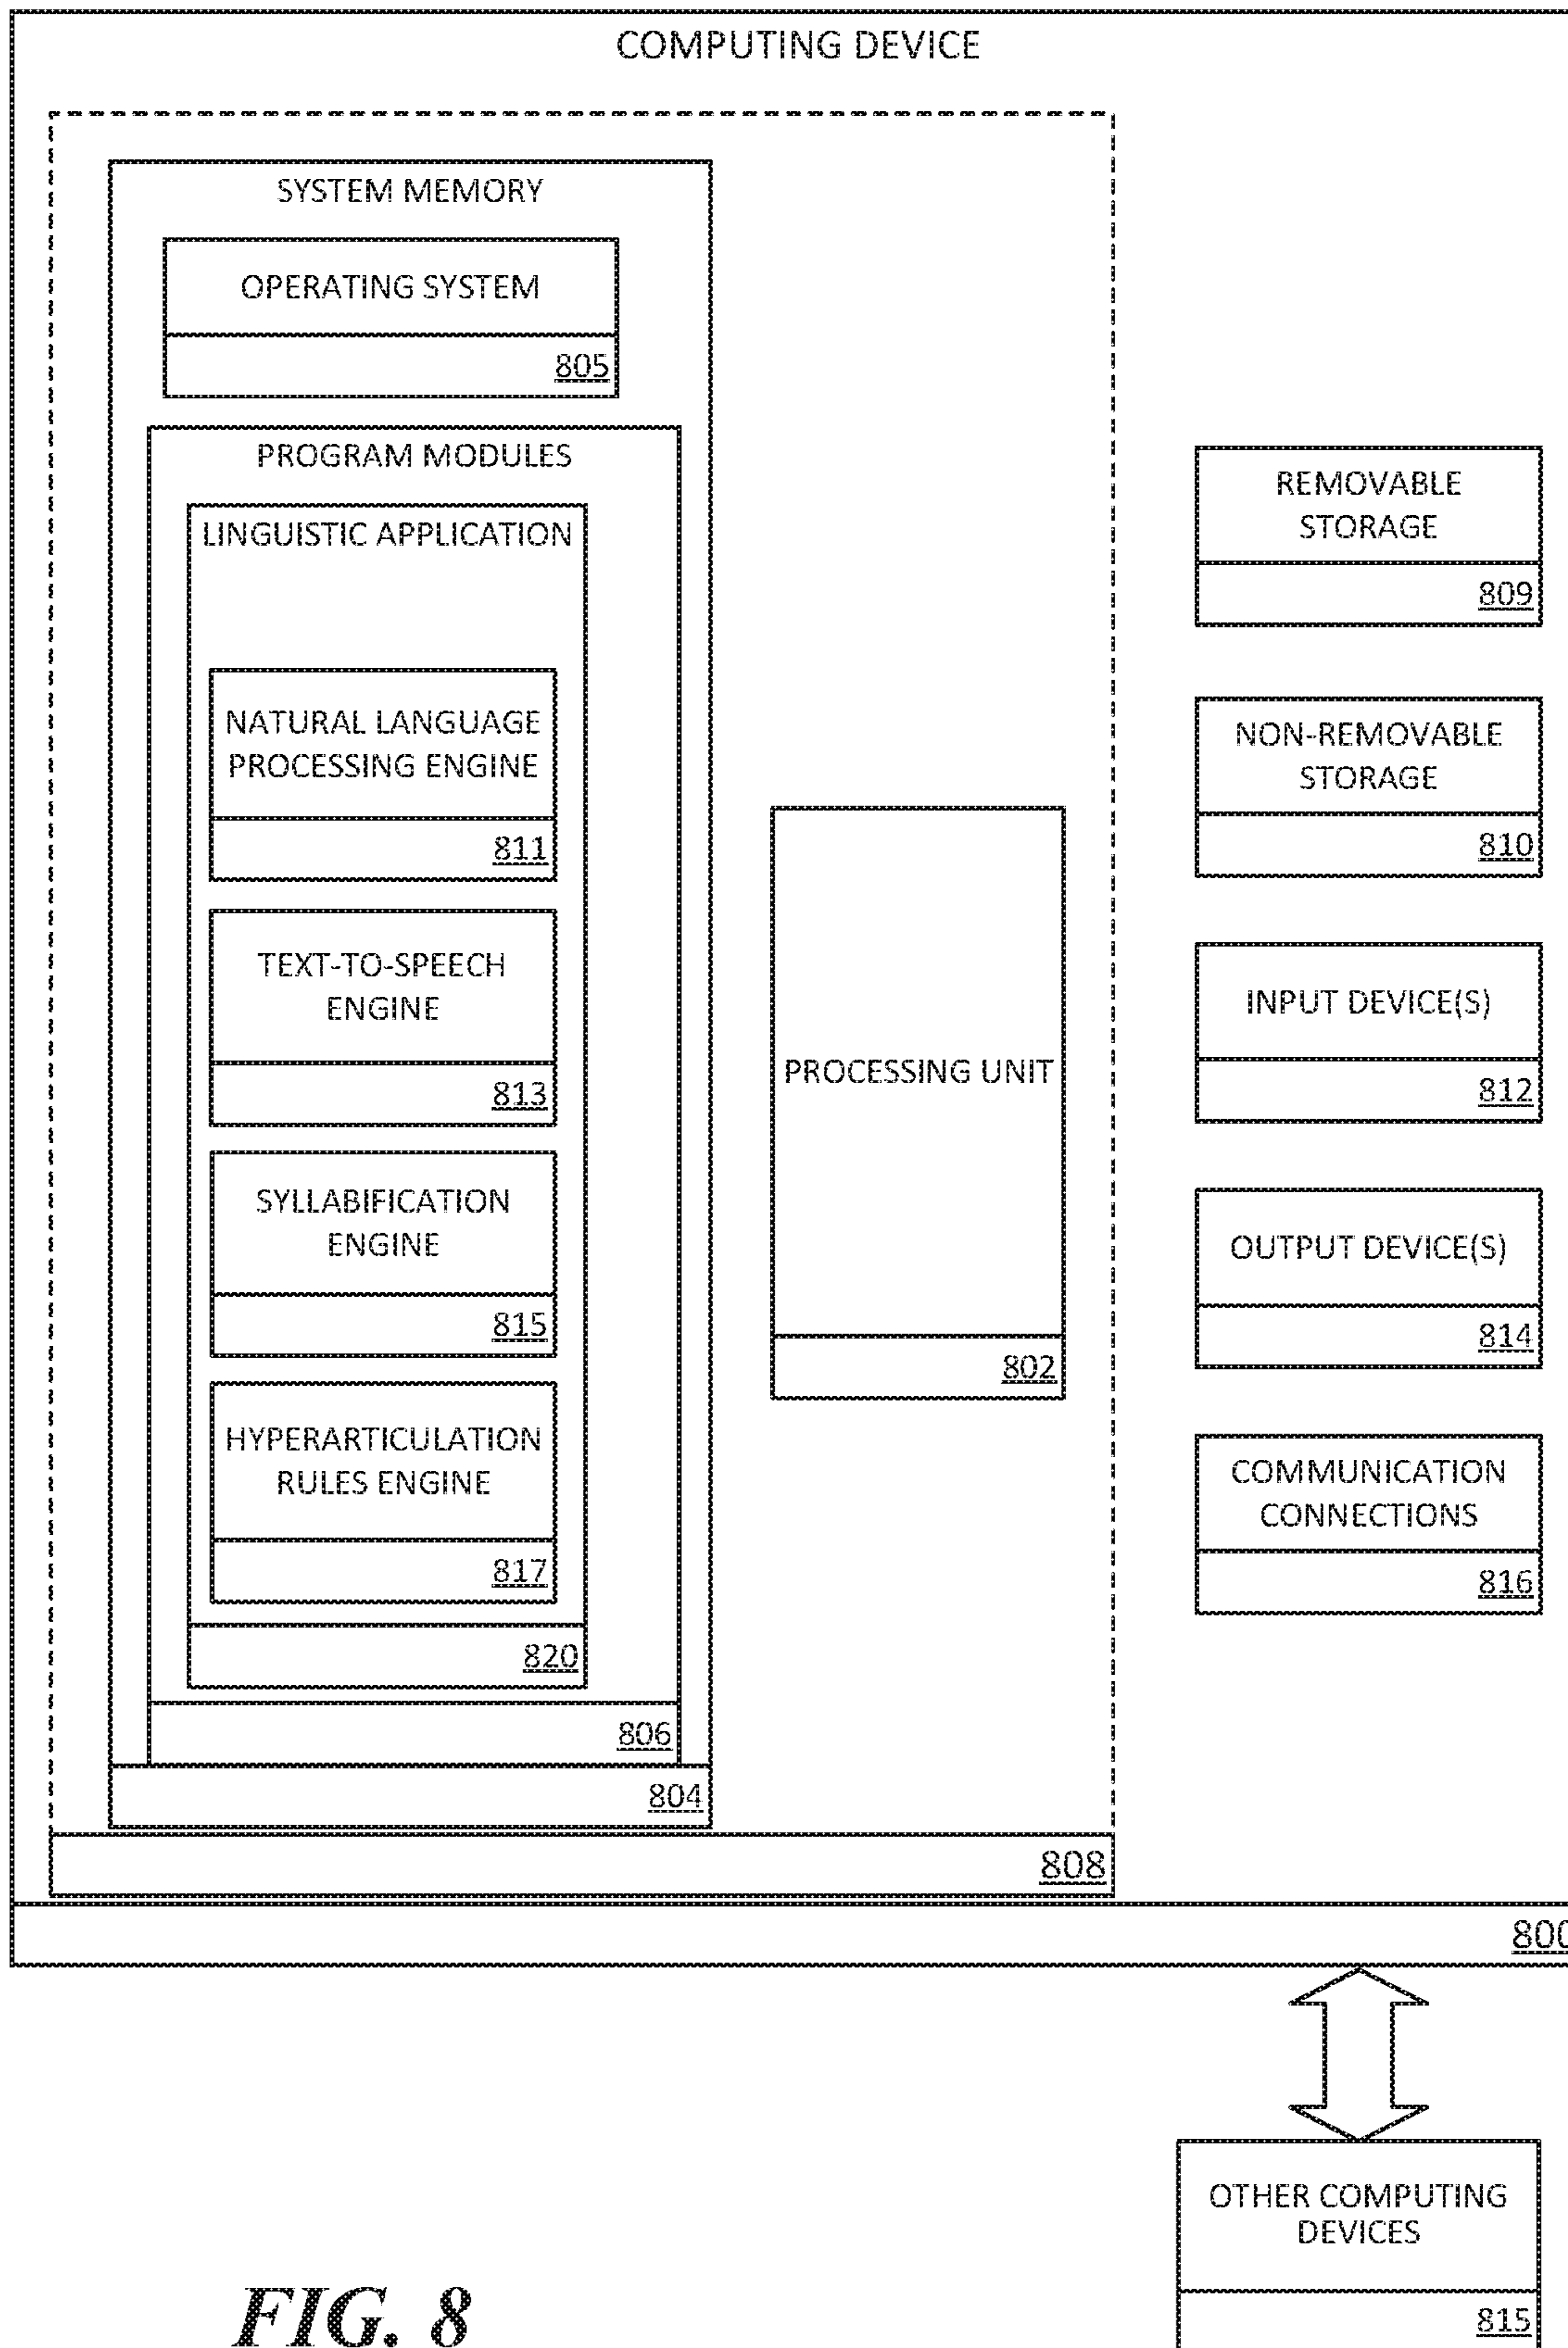 COMPUTING DEVICE
SYSTEM MEMORY
OPERATING SYSTEM
805
PROGRAM MODULES
LINGUISTIC APPLICATION
NATURAL LANGUAGE
PROCESSING ENGINE
811
TEXT-TO-SPEECH
ENGINE
813
SYLLABIFICATION
ENGINE
815
HYPERARTICULATION
RULES ENGINE
817
820
806
804
PROCESSING UNIT
802
808
REMOVABLE
STORAGE
809
NON-REMOVABLE
STORAGE
810
INPUT DEVICE(S)
812
OUTPUT DEVICE(S)
814
COMMUNICATION
CONNECTIONS
816
800
OTHER COMPUTING
DEVICES
815
FIG. 8